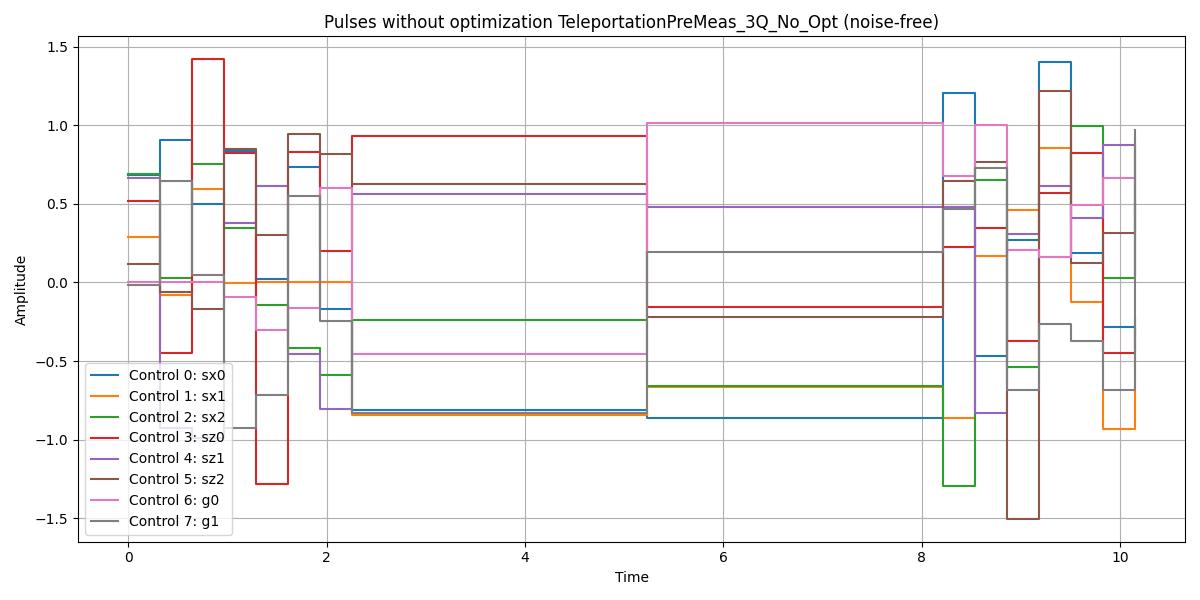 Pulses without optimization TeleportationPreMeas_3Q_No_Opt (noise-free)
Amplitude
1.5
1.0
0.5
0.0
−0.5
−1.0
−1.5
Control 0: sx0
Control 1: sx1
Control 2: sx2
Control 3: sz0
Control 4: sz1
Control 5: sz2
Control 6: g0
Control 7: g1
0 2 4 6 8 10
Time